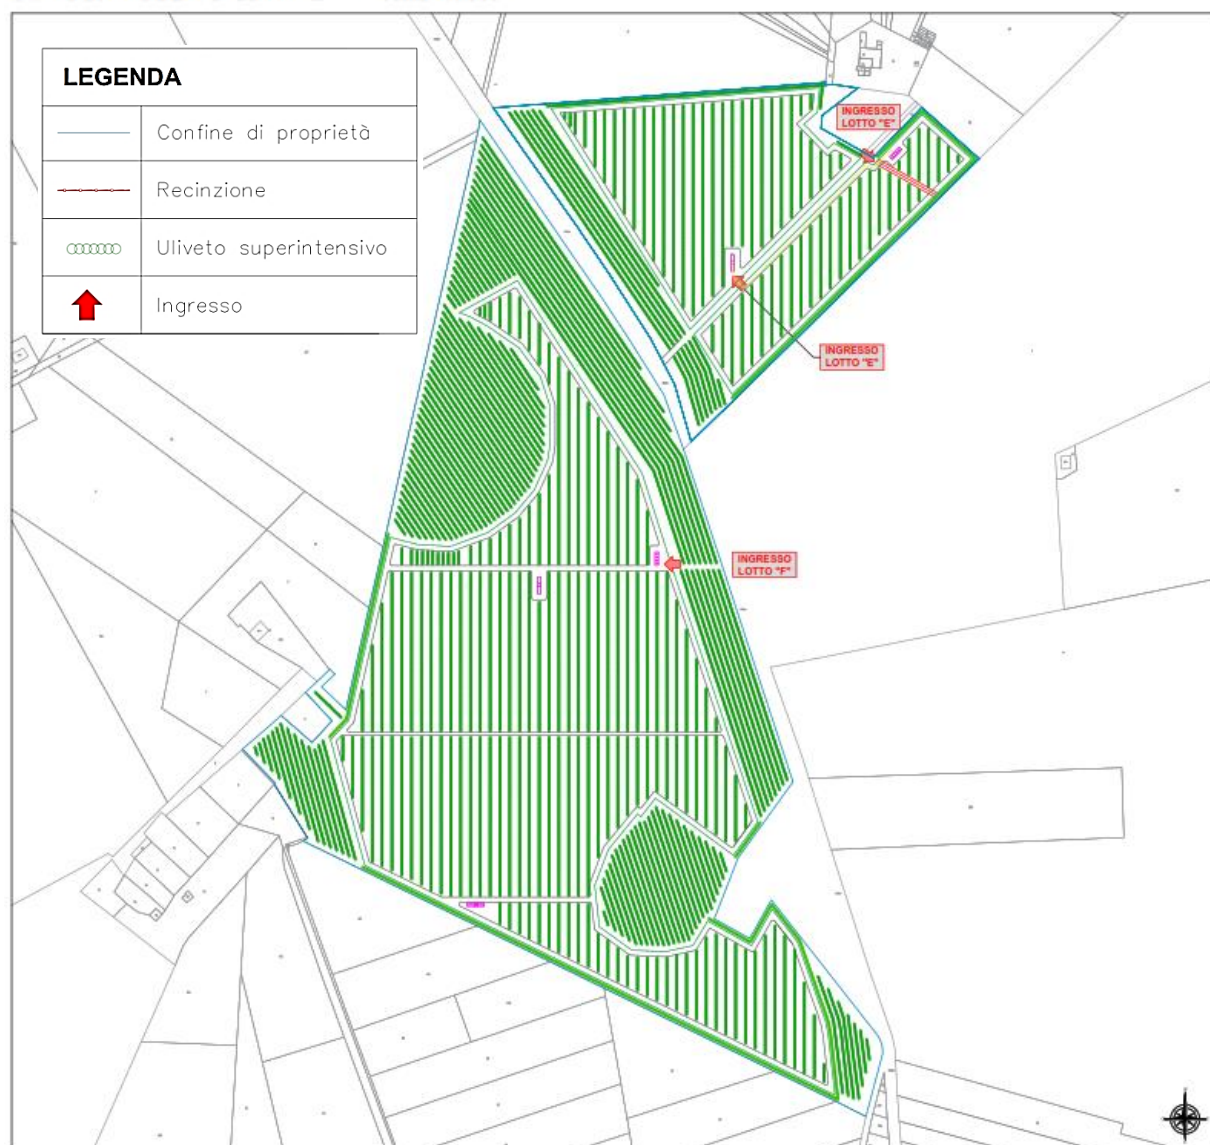 LEGENDA
Confine di proprietà
Recinzione
Uliveto superintensivo
Ingresso
INGRESSO
LOTTO "E"
INGRESSO
LOTTO "E"
INGRESSO
LOTTO "F"